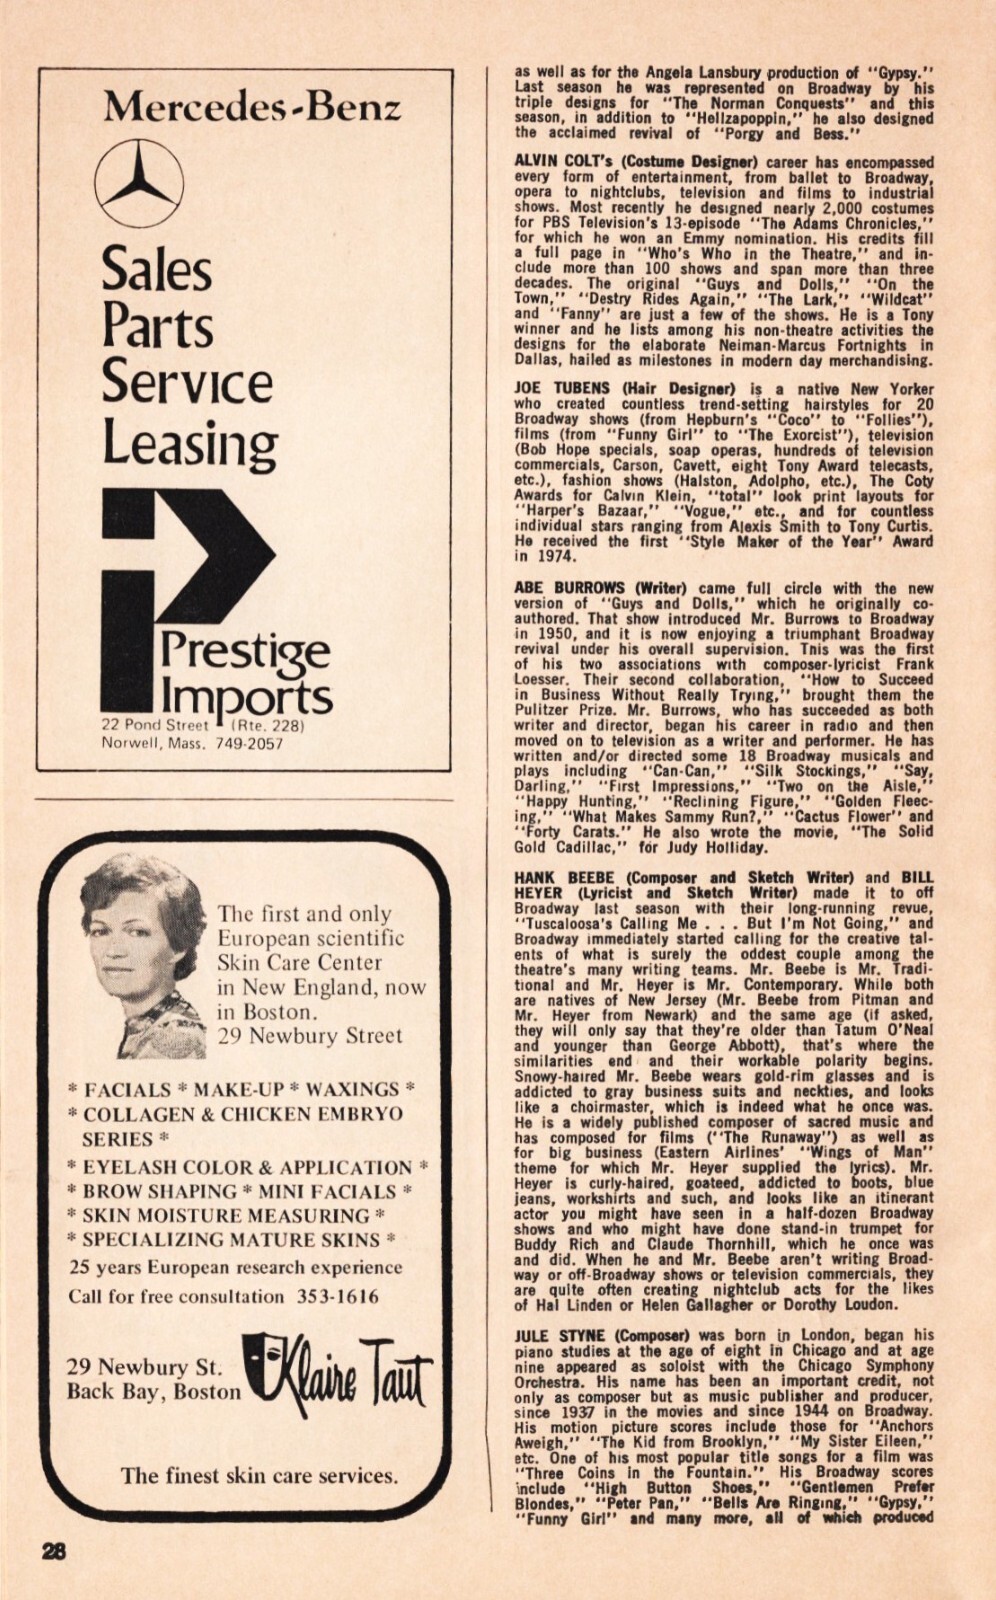 Mercedes-Benz
Sales
Parts
Service
Leasing
Prestige
Imports
22 Pond Street (Rte. 228)
Norwell, Mass. 749-2057
The first and only
European scientific
Skin Care Center
in New England, now
in Boston.
29 Newbury Street
* FACIALS * MAKE-UP * WAXINGS *
* COLLAGEN & CHICKEN EMBRYO
SERIES *
* EYELASH COLOR & APPLICATION *
* BROW SHAPING * MINI FACIALS *
* SKIN MOISTURE MEASURING *
* SPECIALIZING MATURE SKINS *
25 years European research experience
Call for free consultation 353-1616
29 Newbury St.
Back Bay, Boston
Klaire Taut
The finest skin care services.
28
as well as for the Angela Lansbury production of "Gypsy."
Last season he was represented on Broadway by his
triple designs for "The Norman Conquests" and this
season, in addition to "Hellzapoppin," he also designed
the acclaimed revival of "Porgy and Bess."
ALVIN COLT's (Costume Designer) career has encompassed
every form of entertainment, from ballet to Broadway,
opera to nightclubs, television and films to industrial
shows. Most recently he designed nearly 2,000 costumes
for PBS Television's 13-episode "The Adams Chronicles,"
for which he won an Emmy nomination. His credits fill
a full page in "Who's Who in the Theatre," and in-
clude more than 100 shows and span more than three
decades. The original "Guys and Dolls," "On the
Town," "Destry Rides Again," "The Lark," "Wildcat"
and "Fanny" are just a few of the shows. He is a Tony
winner and he lists among his non-theatre activities the
designs for the elaborate Neiman-Marcus Fortnights in
Dallas, hailed as milestones in modern day merchandising.
JOE TUBENS (Hair Designer) is a native New Yorker
who created countless trend-setting hairstyles for 20
Broadway shows (from Hepburn's "Coco" to "Follies"),
films (from "Funny Girl" to "The Exorcist"), television
(Bob Hope specials, soap operas, hundreds of television
commercials, Carson, Cavett, eight Tony Award telecasts,
etc.), fashion shows (Halston, Adolpho, etc.), The Coty
Awards for Calvin Klein, "total" look print layouts for
"Harper's Bazaar," "Vogue," etc., and for countless
individual stars ranging from Alexis Smith to Tony Curtis.
He received the first "Style Maker of the Year" Award
in 1974.
ABE BURROWS (Writer) came full circle with the new
version of "Guys and Dolls," which he originally co-
authored. That show introduced Mr. Burrows to Broadway
in 1950, and it is now enjoying a triumphant Broadway
revival under his overall supervision. This was the first
of his two associations with composer-lyricist Frank
Loesser. Their second collaboration, "How to Succeed
in Business Without Really Trying," brought them the
Pulitzer Prize. Mr. Burrows, who has succeeded as both
writer and director, began his career in radio and then
moved on to television as a writer and performer. He has
written and/or directed some 18 Broadway musicals and
plays including "Can-Can," "Silk Stockings," "Say,
Darling," "First Impressions," "Two on the Aisle,"
"Happy Hunting," "Reclining Figure," "Golden Fleec-
ing," "What Makes Sammy Run?," "Cactus Flower" and
"Forty Carats." He also wrote the movie, "The Solid
Gold Cadillac," for Judy Holliday.
HANK BEEBE (Composer and Sketch Writer) and BILL
HEYER (Lyricist and Sketch Writer) made it to off
Broadway last season with their long-running revue,
"Tuscaloosa's Calling Me . . . But I'm Not Going," and
Broadway immediately started calling for the creative tal-
ents of what is surely the oddest couple among the
theatre's many writing teams. Mr. Beebe is Mr. Tradi-
tional and Mr. Heyer is Mr. Contemporary. While both
are natives of New Jersey (Mr. Beebe from Pitman and
Mr. Heyer from Newark) and the same age (if asked,
they will only say that they're older than Tatum O'Neal
and younger than George Abbott), that's where the
similarities end and their workable polarity begins.
Snowy-haired Mr. Beebe wears gold-rim glasses and is
addicted to gray business suits and neckties, and looks
like a choirmaster, which is indeed what he once was.
He is a widely published composer of sacred music and
has composed for films ("The Runaway") as well as
for big business (Eastern Airlines' "Wings of Man"
theme for which Mr. Heyer supplied the lyrics). Mr.
Heyer is curly-haired, goateed, addicted to boots, blue
jeans, workshirts and such, and looks like an itinerant
actor you might have seen in a half-dozen Broadway
shows and who might have done stand-in trumpet for
Buddy Rich and Claude Thornhill, which he once was
and did. When he and Mr. Beebe aren't writing Broad-
way or off-Broadway shows or television commercials, they
are quite often creating nightclub acts for the likes
of Hal Linden or Helen Gallagher or Dorothy Loudon.
JULE STYNE (Composer) was born in London, began his
piano studies at the age of eight in Chicago and at age
nine appeared as soloist with the Chicago Symphony
Orchestra. His name has been an important credit, not
only as composer but as music publisher and producer,
since 1937 in the movies and since 1944 on Broadway.
His motion picture scores include those for "Anchors
Aweigh," "The Kid from Brooklyn," "My Sister Eileen,"
etc. One of his most popular title songs for a film was
"Three Coins in the Fountain." His Broadway scores
include "High Button Shoes," "Gentlemen Prefer
Blondes," "Peter Pan," "Bells Are Ringing," "Gypsy,"
"Funny Girl" and many more, all of which produced